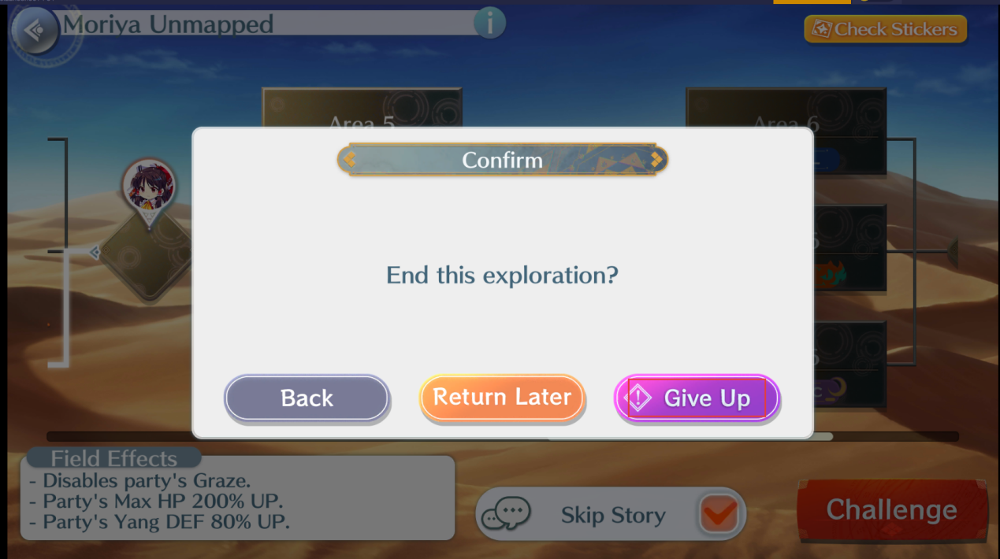 Moriya Unmapped
i
Check Stickers
Area 5
Area 6
Confirm
End this exploration?
Back
Return Later
! Give Up
Field Effects
- Disables party's Graze.
- Party's Max HP 200% UP.
- Party's Yang DEF 80% UP.
Skip Story
Challenge